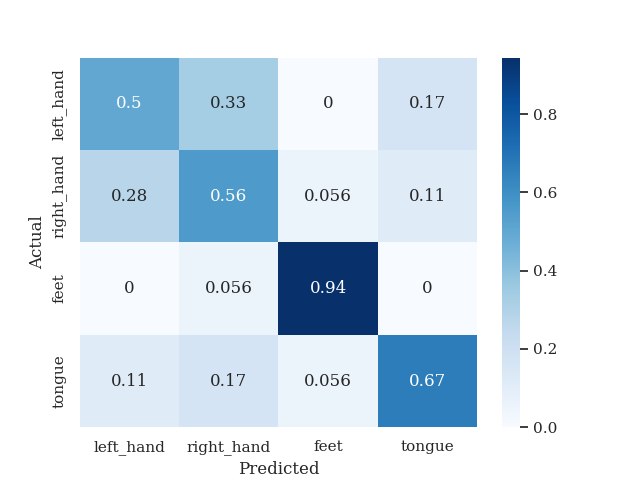 left_hand 0.5 0.33 0 0.17
right_hand 0.28 0.56 0.056 0.11
feet 0 0.056 0.94 0
tongue 0.11 0.17 0.056 0.67
left_hand right_hand feet tongue
Predicted
Actual
0.8
0.6
0.4
0.2
0.0